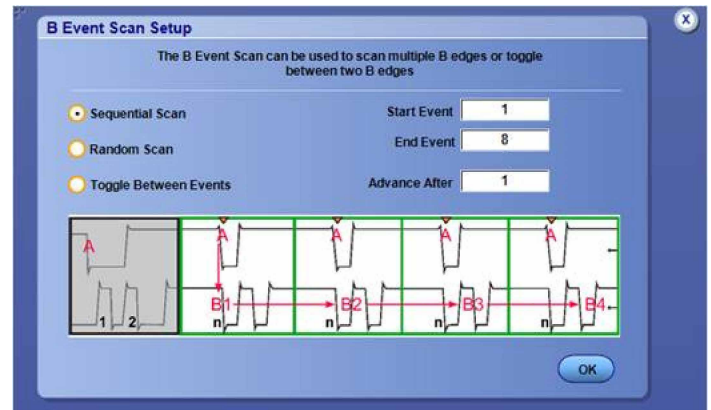 B Event Scan Setup
X
The B Event Scan can be used to scan multiple B edges or toggle
between two B edges
Sequential Scan
Start Event 1
End Event 8
Random Scan
Toggle Between Events
Advance After 1
A A A A A
B1 B2 B3 B4
1 2 n n n n
OK